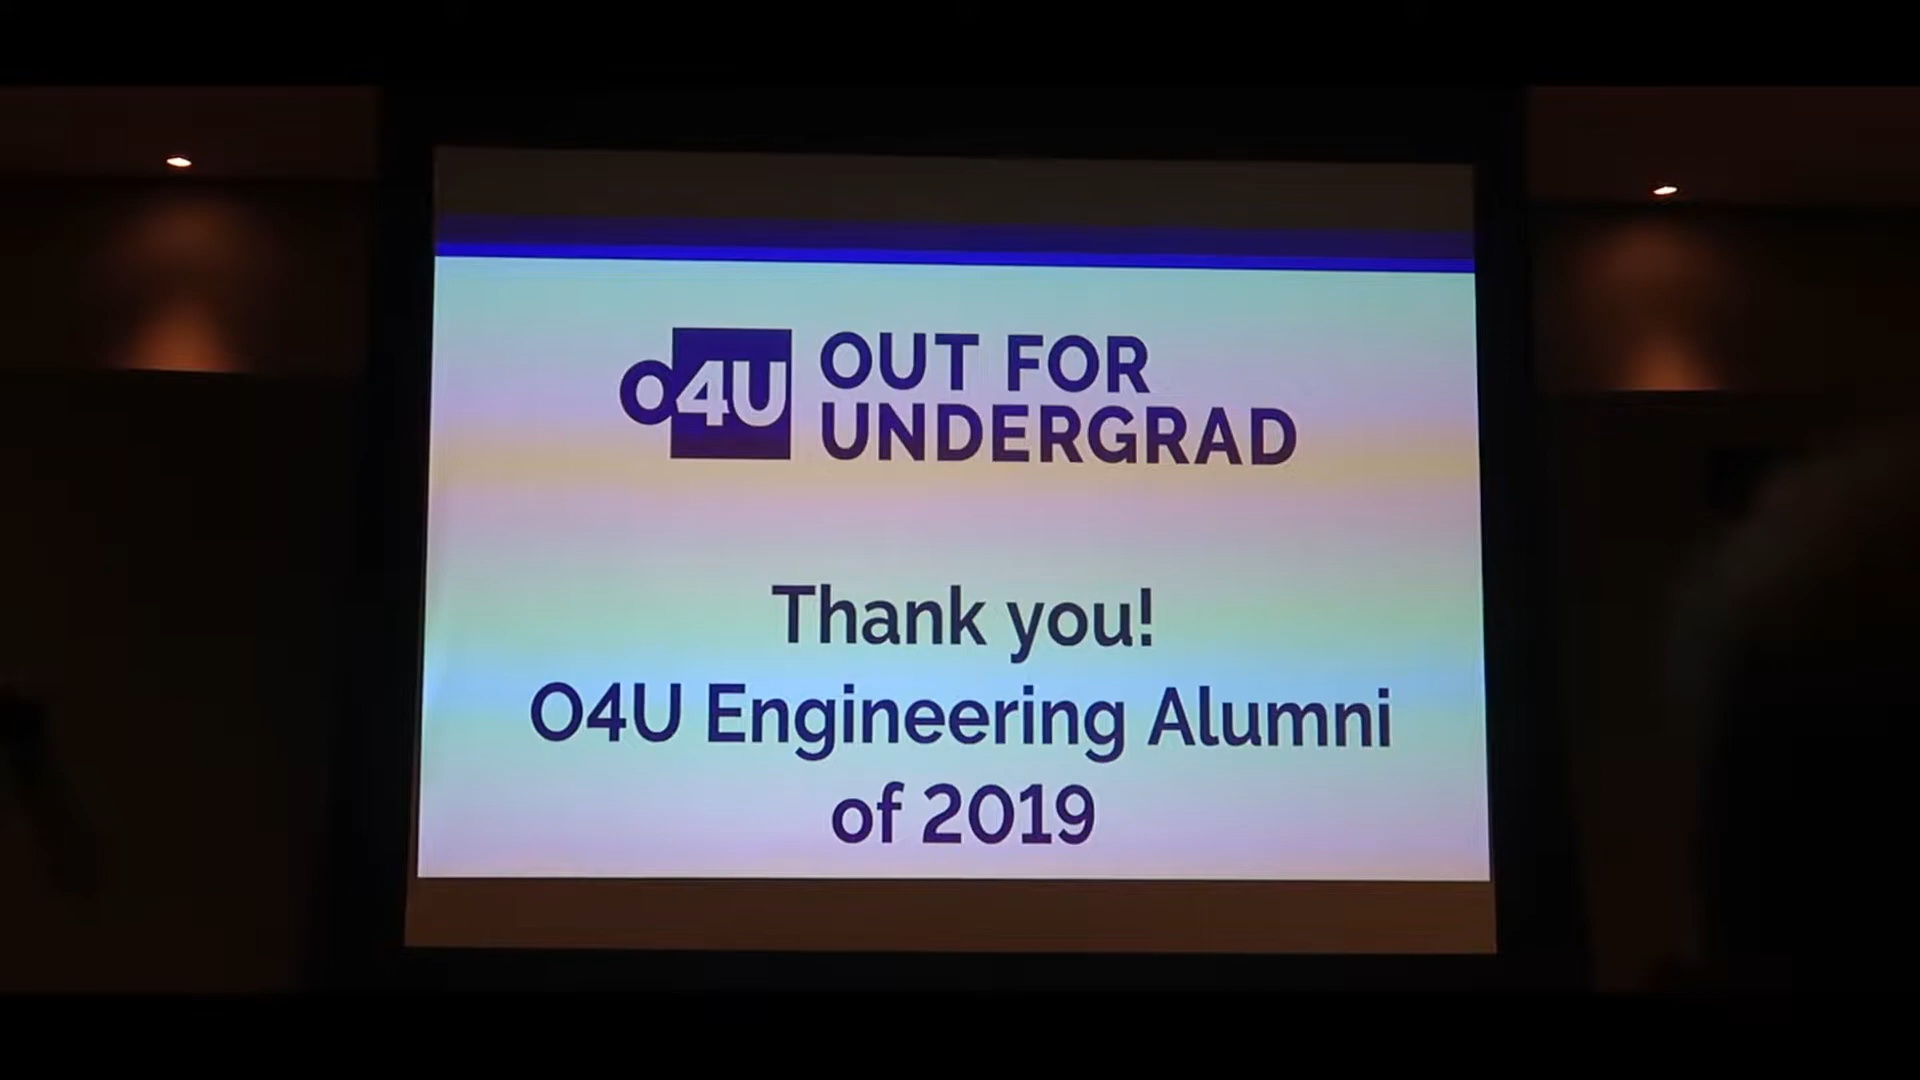 O4U
OUT FOR
UNDERGRAD
Thank you!
O4U Engineering Alumni
of 2019